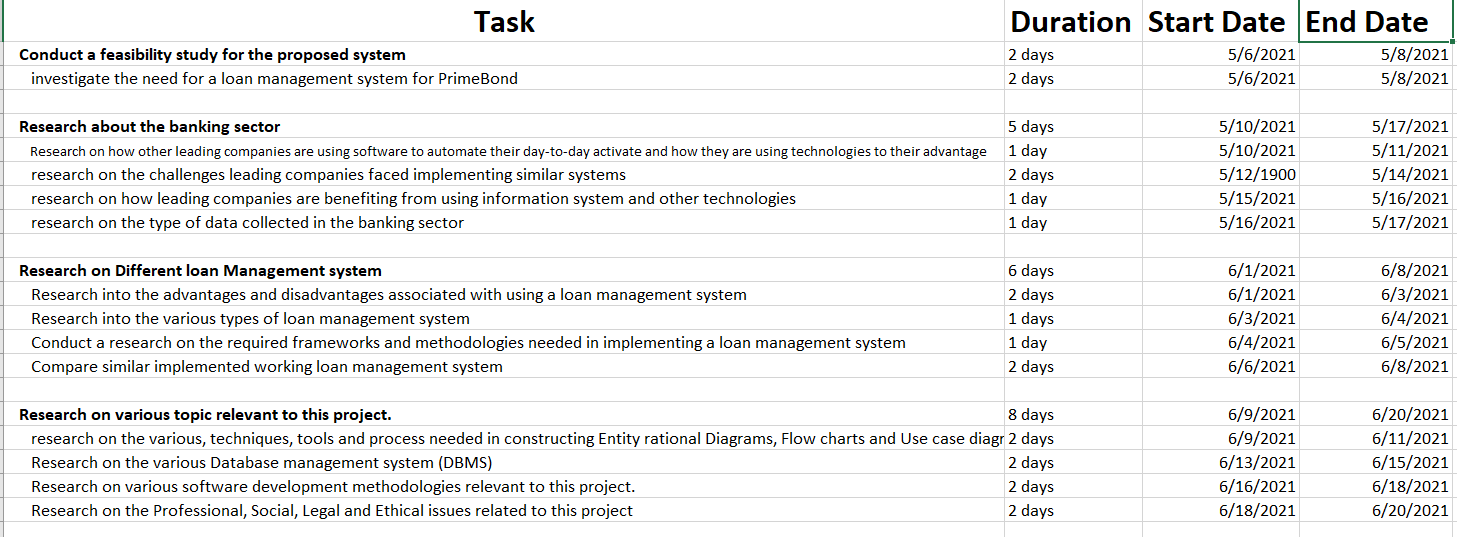 Task Duration Start Date End Date
Conduct a feasibility study for the proposed system 2 days 5/6/2021 5/8/2021
investigate the need for a loan management system for PrimeBond 2 days 5/6/2021 5/8/2021
Research about the banking sector 5 days 5/10/2021 5/17/2021
Research on how other leading companies are using software to automate their day-to-day activate and how they are using technologies to their advantage 1 day 5/10/2021 5/11/2021
research on the challenges leading companies faced implementing similar systems 2 days 5/12/1900 5/14/2021
research on how leading companies are benefiting from using information system and other technologies 1 day 5/15/2021 5/16/2021
research on the type of data collected in the banking sector 1 day 5/16/2021 5/17/2021
Research on Different loan Management system 6 days 6/1/2021 6/8/2021
Research into the advantages and disadvantages associated with using a loan management system 2 days 6/1/2021 6/3/2021
Research into the various types of loan management system 1 days 6/3/2021 6/4/2021
Conduct a research on the required frameworks and methodologies needed in implementing a loan management system 1 day 6/4/2021 6/5/2021
Compare similar implemented working loan management system 2 days 6/6/2021 6/8/2021
Research on various topic relevant to this project. 8 days 6/9/2021 6/20/2021
research on the various, techniques, tools and process needed in constructing Entity rational Diagrams, Flow charts and Use case diagr 2 days 6/9/2021 6/11/2021
Research on the various Database management system (DBMS) 2 days 6/13/2021 6/15/2021
Research on various software development methodologies relevant to this project. 2 days 6/16/2021 6/18/2021
Research on the Professional, Social, Legal and Ethical issues related to this project 2 days 6/18/2021 6/20/2021